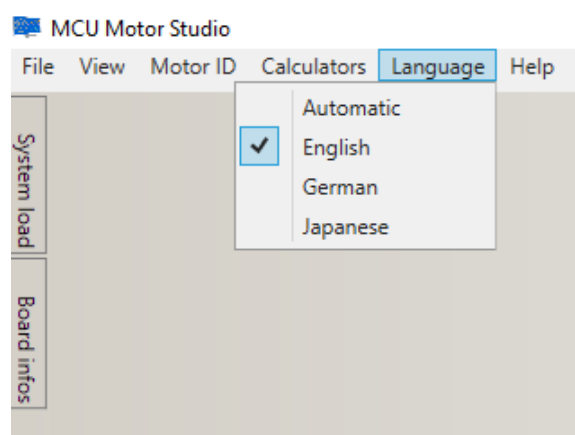 MCU Motor Studio
File View Motor ID Calculators Language Help
Automatic
English
German
Japanese
System load
Board infos